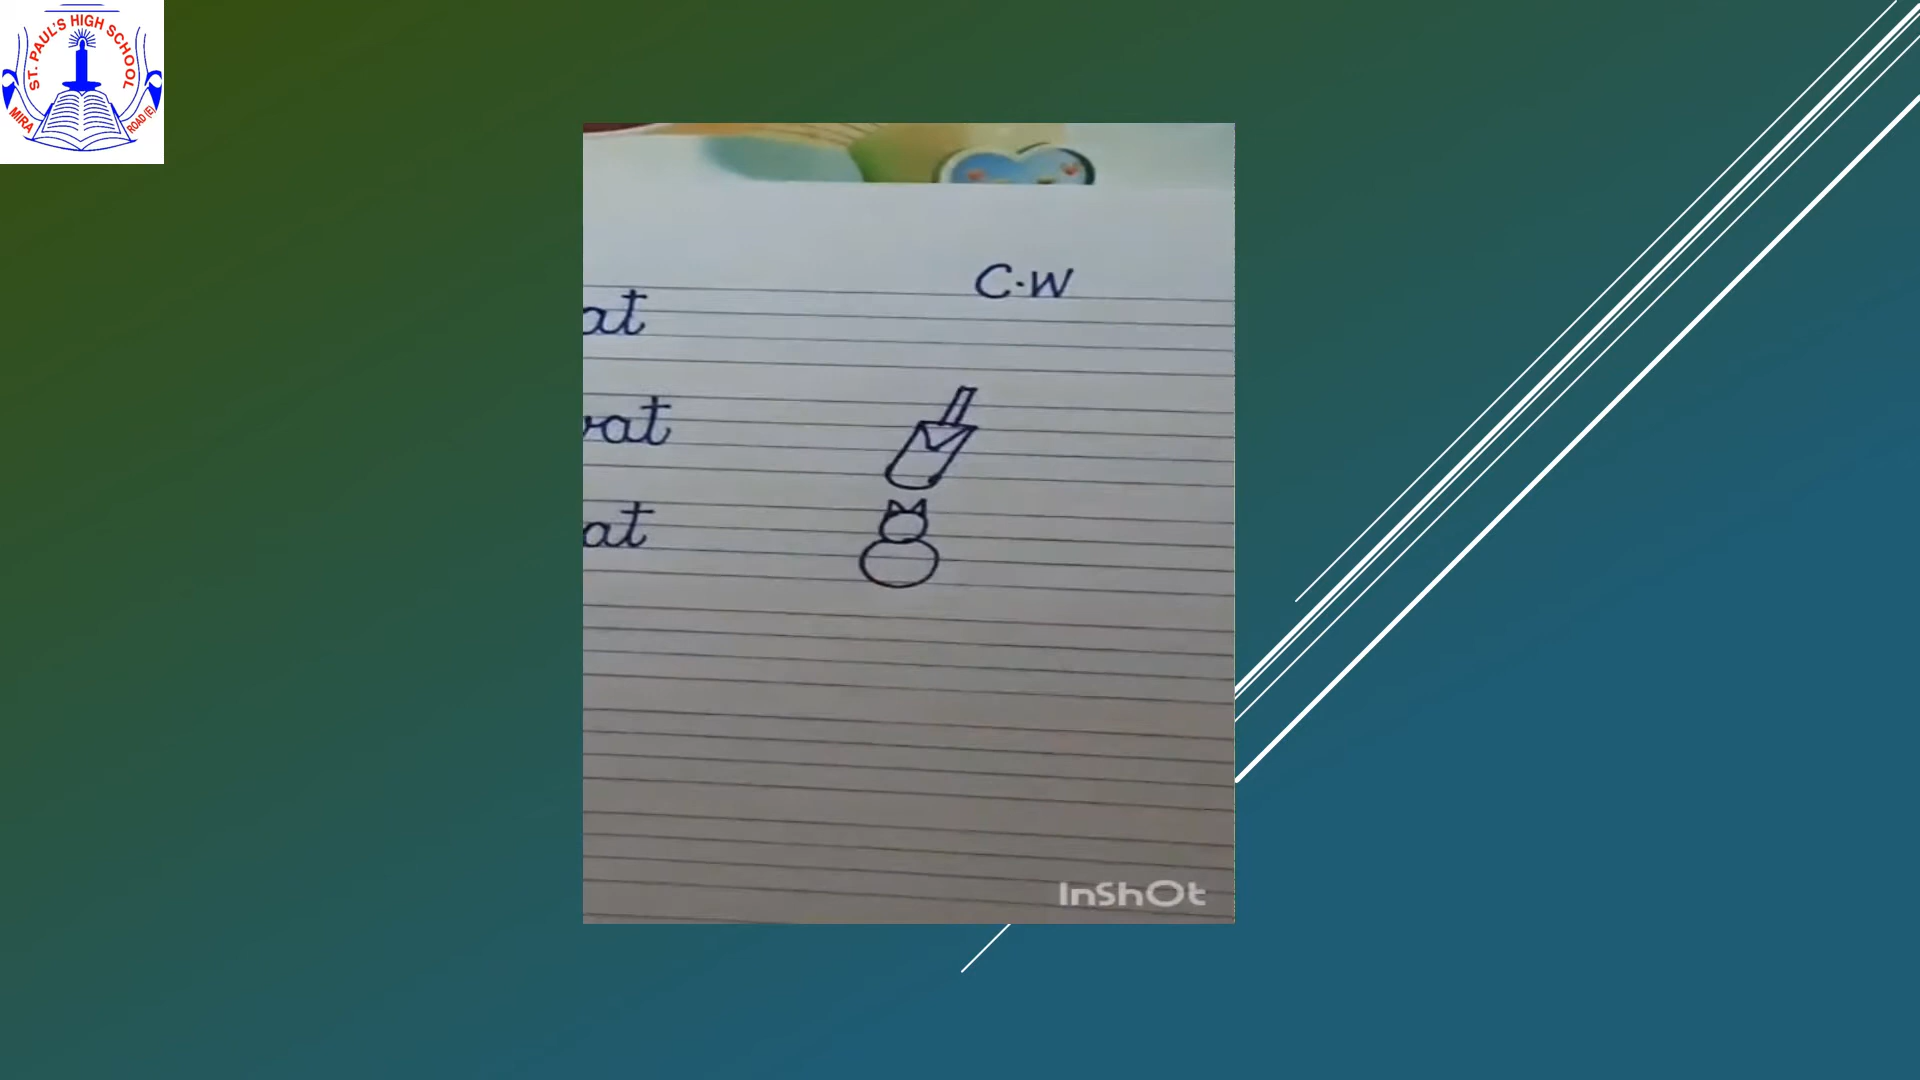 ST. PAUL'S HIGH SCHOOL
MIRA ROAD (E)
C.W
at
at
at
InShOt